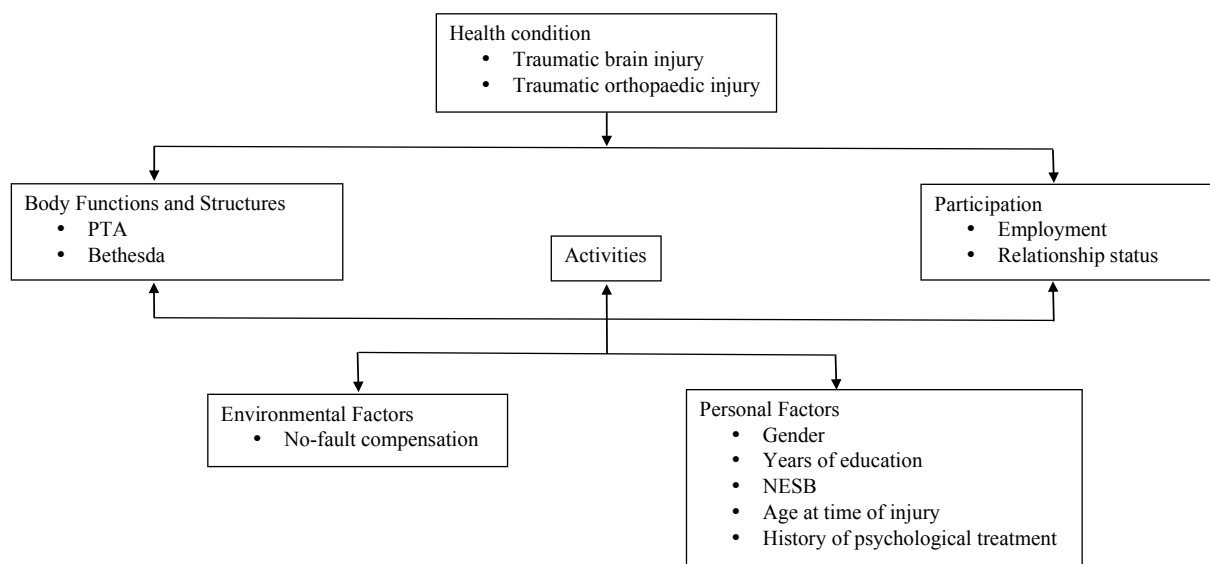 Health condition
• Traumatic brain injury
• Traumatic orthopaedic injury
Body Functions and Structures
• PTA
• Bethesda
Activities
Participation
• Employment
• Relationship status
Environmental Factors
• No-fault compensation
Personal Factors
• Gender
• Years of education
• NESB
• Age at time of injury
• History of psychological treatment